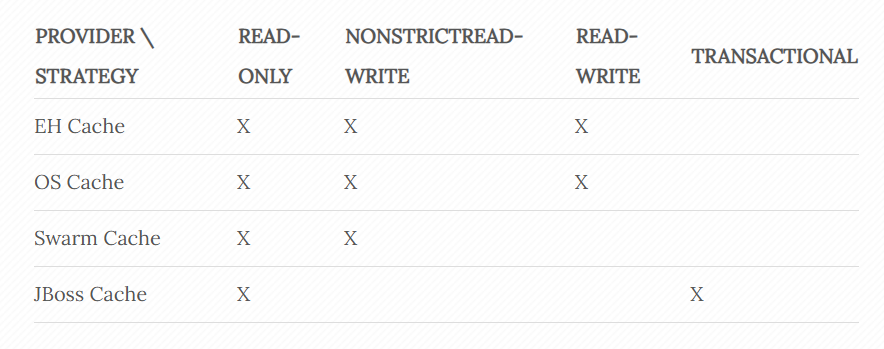 PROVIDER \ STRATEGY READ-ONLY NONSTRICTREAD-WRITE READ-WRITE TRANSACTIONAL
EH Cache X X X
OS Cache X X X
Swarm Cache X X
JBoss Cache X X